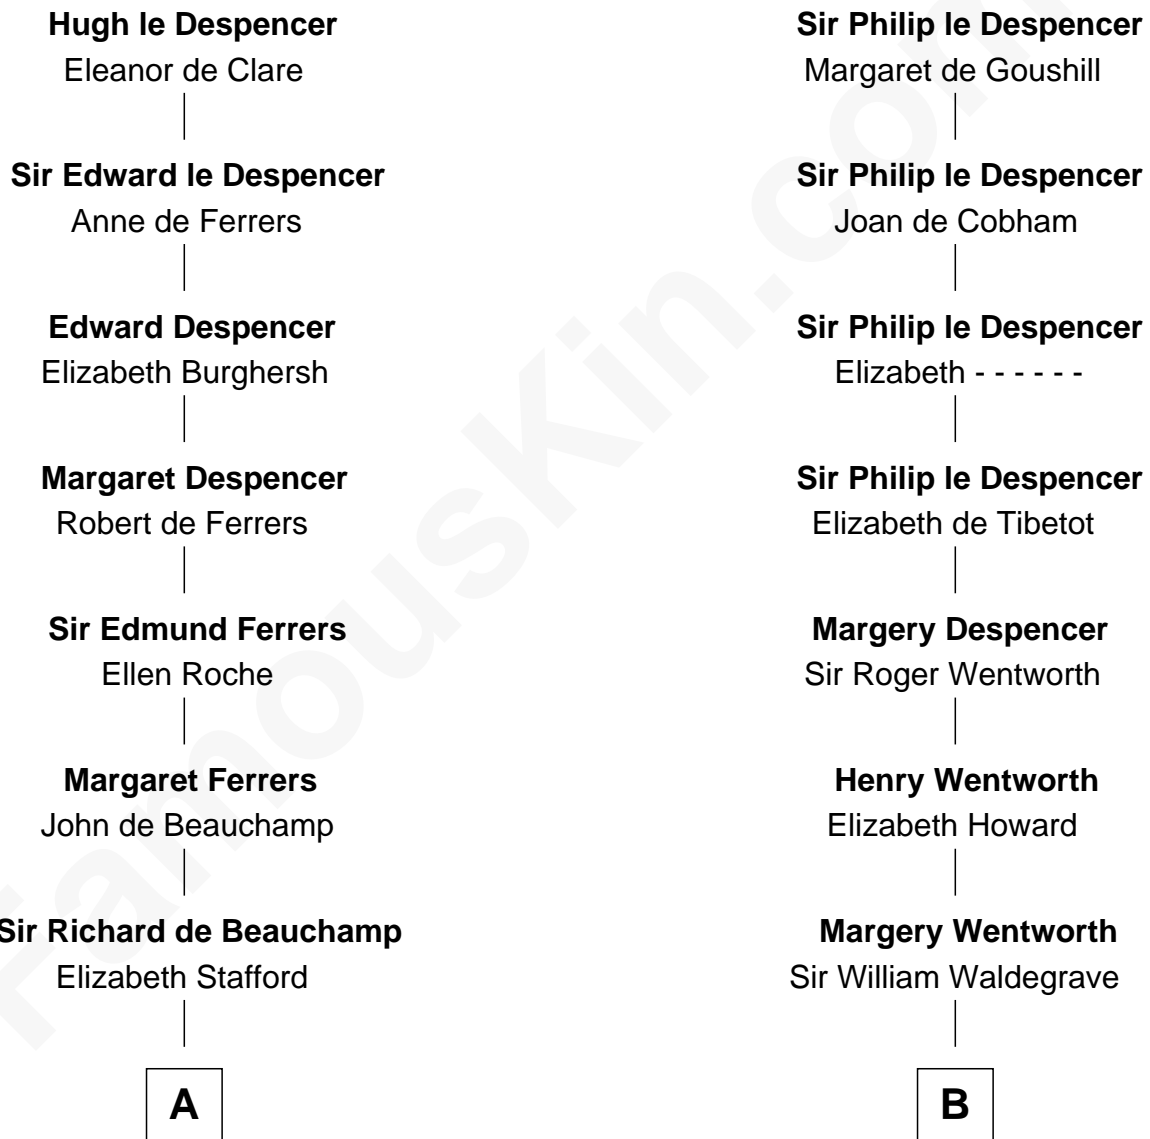 Hugh le Despencer
Eleanor de Clare
Sir Edward le Despencer
Anne de Ferrers
Edward Despencer
Elizabeth Burghersh
Margaret Despencer
Robert de Ferrers
Sir Edmund Ferrers
Ellen Roche
Margaret Ferrers
John de Beauchamp
Sir Richard de Beauchamp
Elizabeth Stafford
A
Sir Philip le Despencer
Margaret de Goushill
Sir Philip le Despencer
Joan de Cobham
Sir Philip le Despencer
Elizabeth - - - - - -
Sir Philip le Despencer
Elizabeth de Tibetot
Margery Despencer
Sir Roger Wentworth
Henry Wentworth
Elizabeth Howard
Margery Wentworth
Sir William Waldegrave
B
FamousKin.com